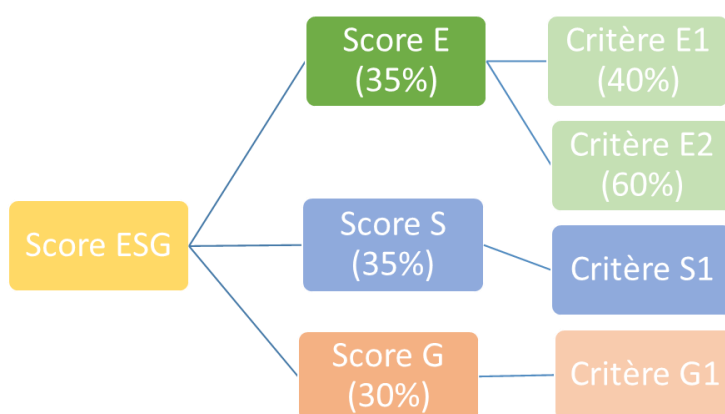 Score ESG
Score E
(35%)
Critère E1
(40%)
Critère E2
(60%)
Score S
(35%)
Critère S1
Score G
(30%)
Critère G1